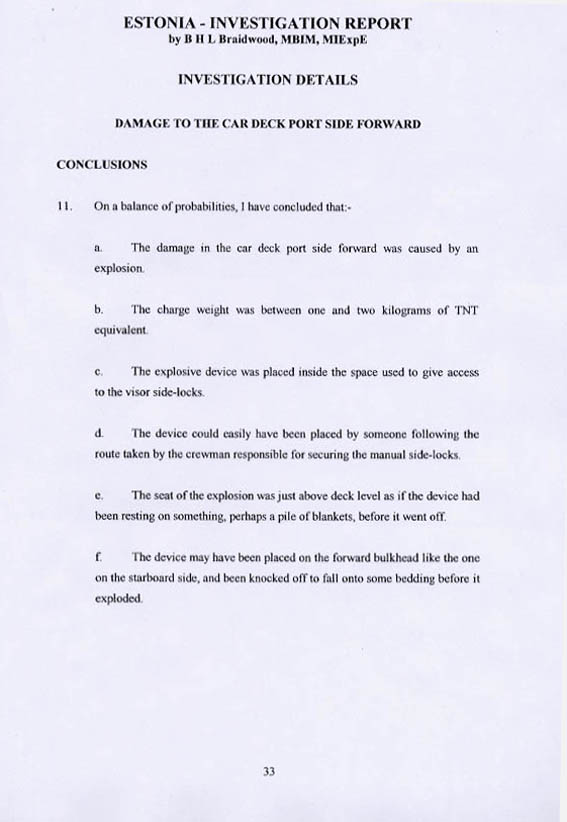 ESTONIA - INVESTIGATION REPORT
by B H L Braidwood, MBIM, MIExpE
INVESTIGATION DETAILS
DAMAGE TO THE CAR DECK PORT SIDE FORWARD
CONCLUSIONS
11. On a balance of probabilities, I have concluded that:-
a. The damage in the car deck port side forward was caused by an
explosion.
b. The charge weight was between one and two kilograms of TNT
equivalent.
c. The explosive device was placed inside the space used to give access
to the visor side-locks.
d. The device could easily have been placed by someone following the
route taken by the crewman responsible for securing the manual side-locks.
e. The seat of the explosion was just above deck level as if the device had
been resting on something, perhaps a pile of blankets, before it went off.
f. The device may have been placed on the forward bulkhead like the one
on the starboard side, and been knocked off to fall onto some bedding before it
exploded.
33